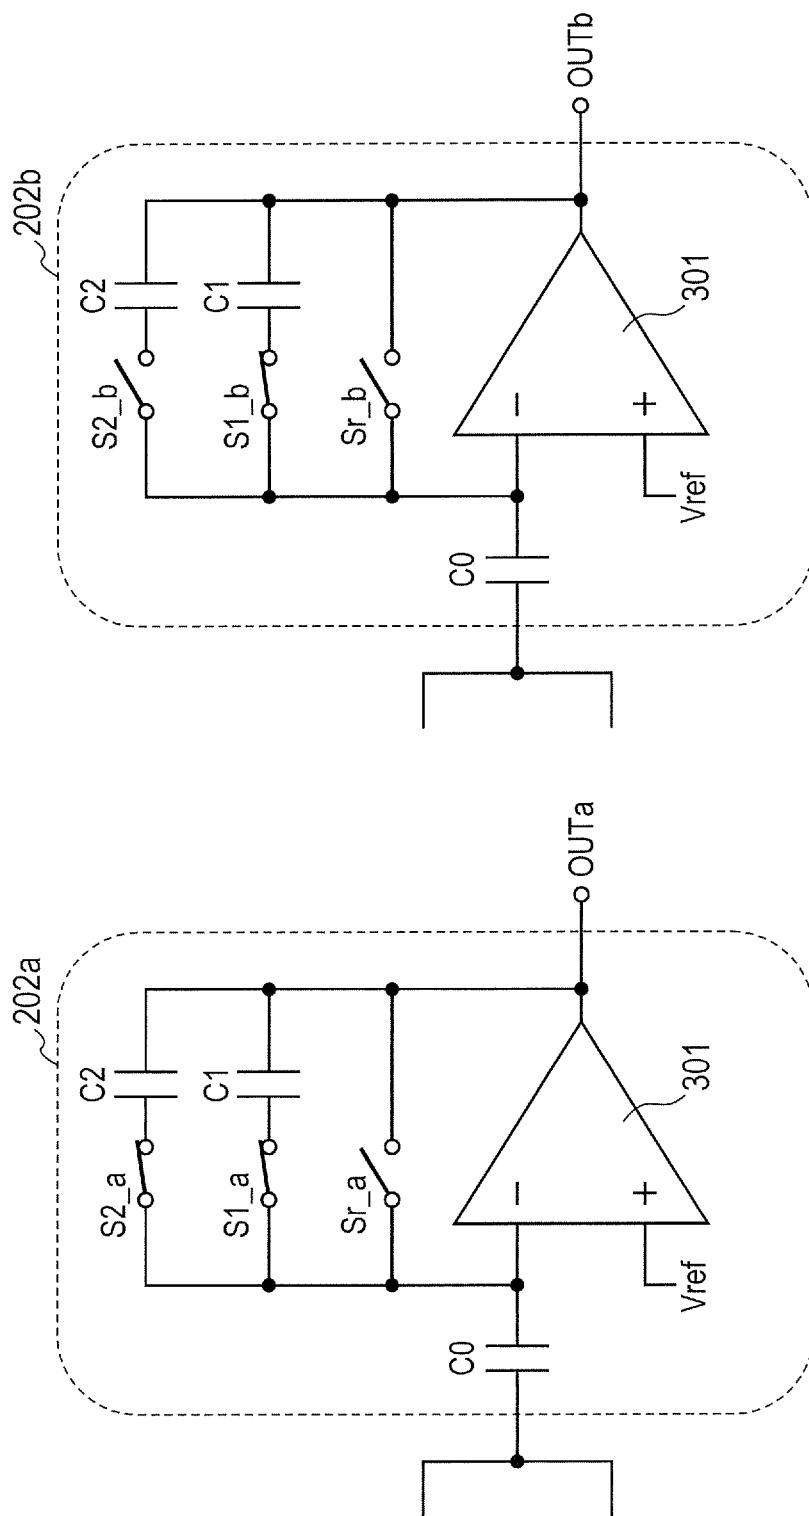 202a
C2
S2_a
C1
S1_a
Sr_a
C0
−
+
Vref
301
OUTa
202b
C2
S2_b
C1
S1_b
Sr_b
C0
−
+
Vref
301
OUTb